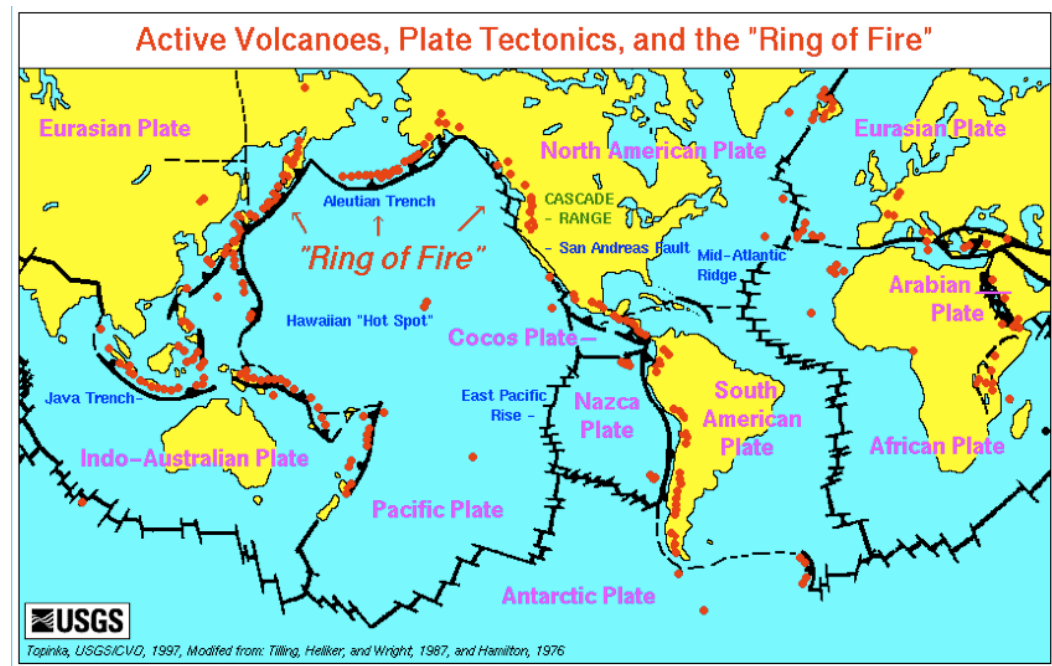 Active Volcanoes, Plate Tectonics, and the "Ring of Fire"
Eurasian Plate
North American Plate
Eurasian Plate
Aleutian Trench
CASCADE
- RANGE
"Ring of Fire"
- San Andreas Fault
Mid-Atlantic
Ridge
Arabian
Plate
Hawaiian "Hot Spot"
Cocos Plate
Java Trench
East Pacific
Rise -
Nazca
Plate
South
American
Plate
Indo-Australian Plate
African Plate
Pacific Plate
Antarctic Plate
USGS
Topinka, USGS/CVO, 1997, Modifed from: Tilling, Heliker, and Wright, 1987, and Hamilton, 1976